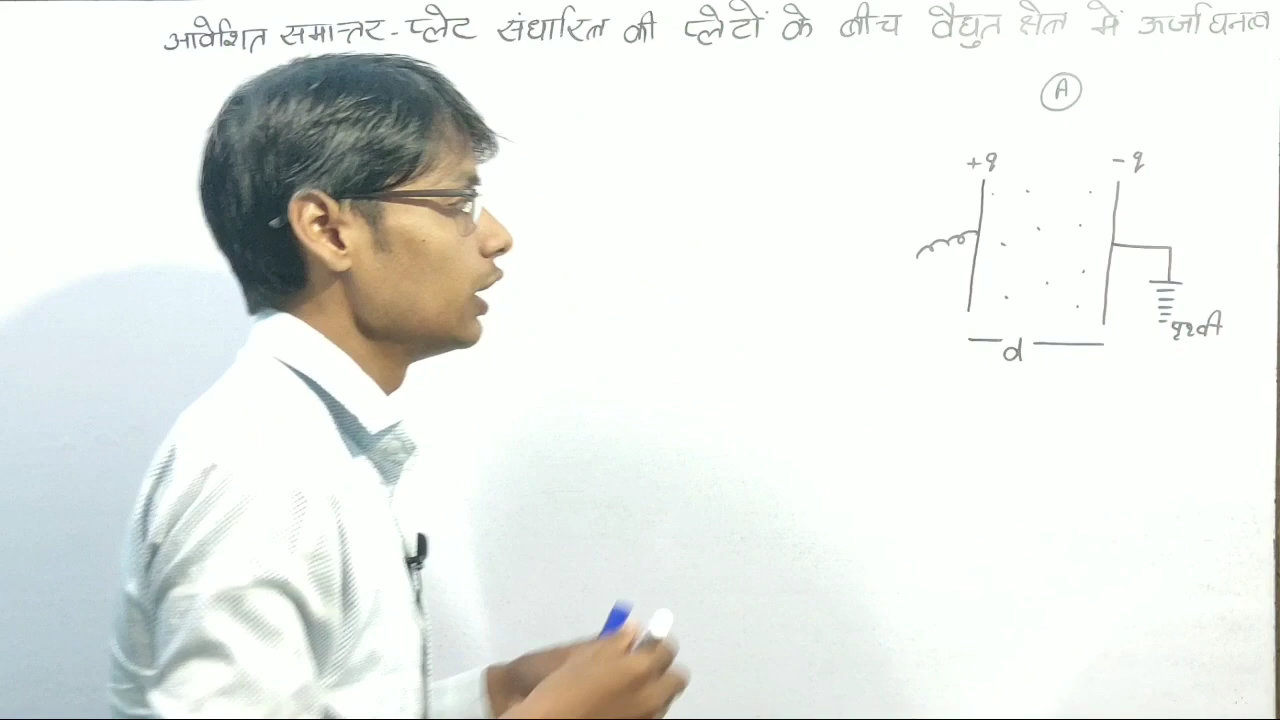 आवेशित समान्तर-प्लेट संधारित्र की प्लेटों के बीच वैद्युत क्षेत्र में ऊर्जा घनत्व
A
+q -q
d
पृथ्वी